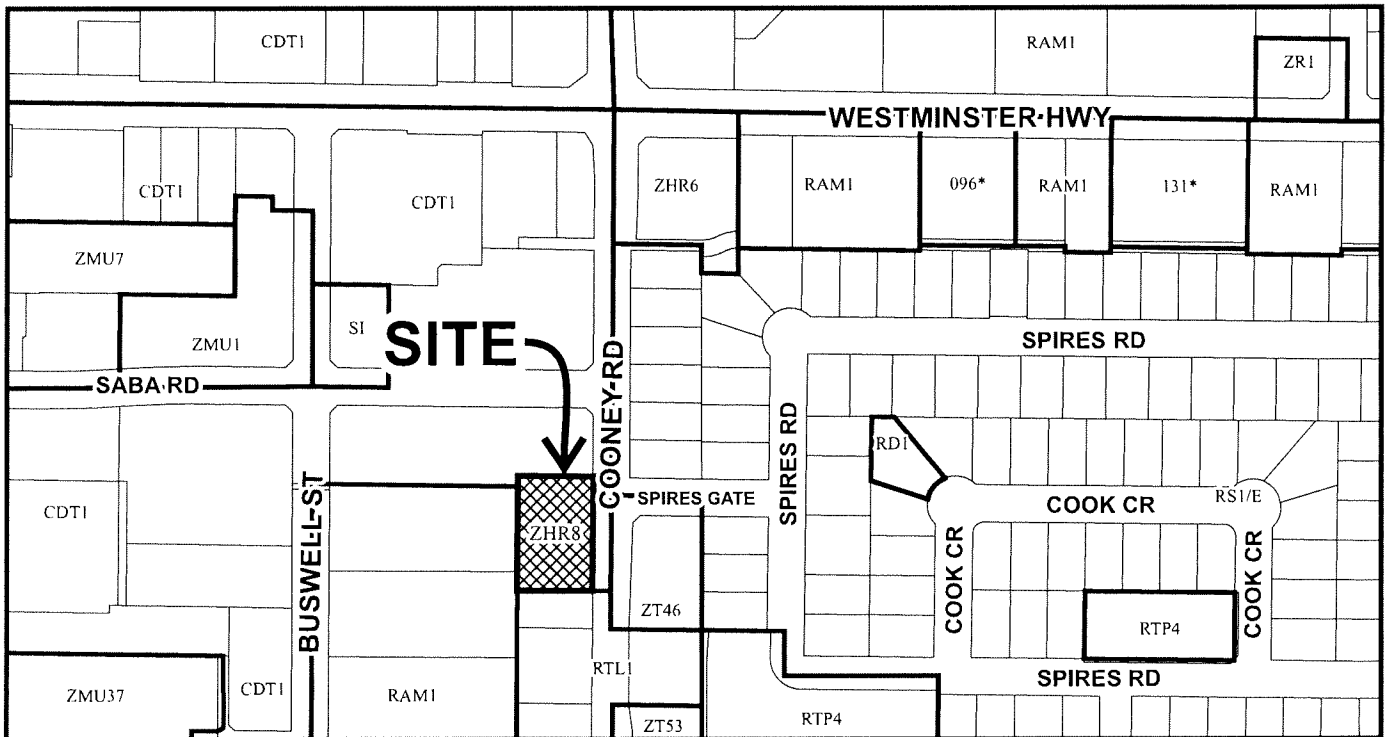 CDT1
RAM1
ZR1
WESTMINSTER HWY
CDT1
CDT1
ZHR6
RAM1
096*
RAM1
131*
RAM1
ZMU7
ZMU1
SI
SITE
SABA RD
COONEY RD
SPIRES RD
SPIRES RD
RD1
CDT1
BUSWELL ST
ZHR8
SPIRES GATE
COOK CR
RS1/E
COOK CR
COOK CR
ZT46
RTP4
ZMU37
CDT1
RAM1
RTL1
ZT53
RTP4
SPIRES RD